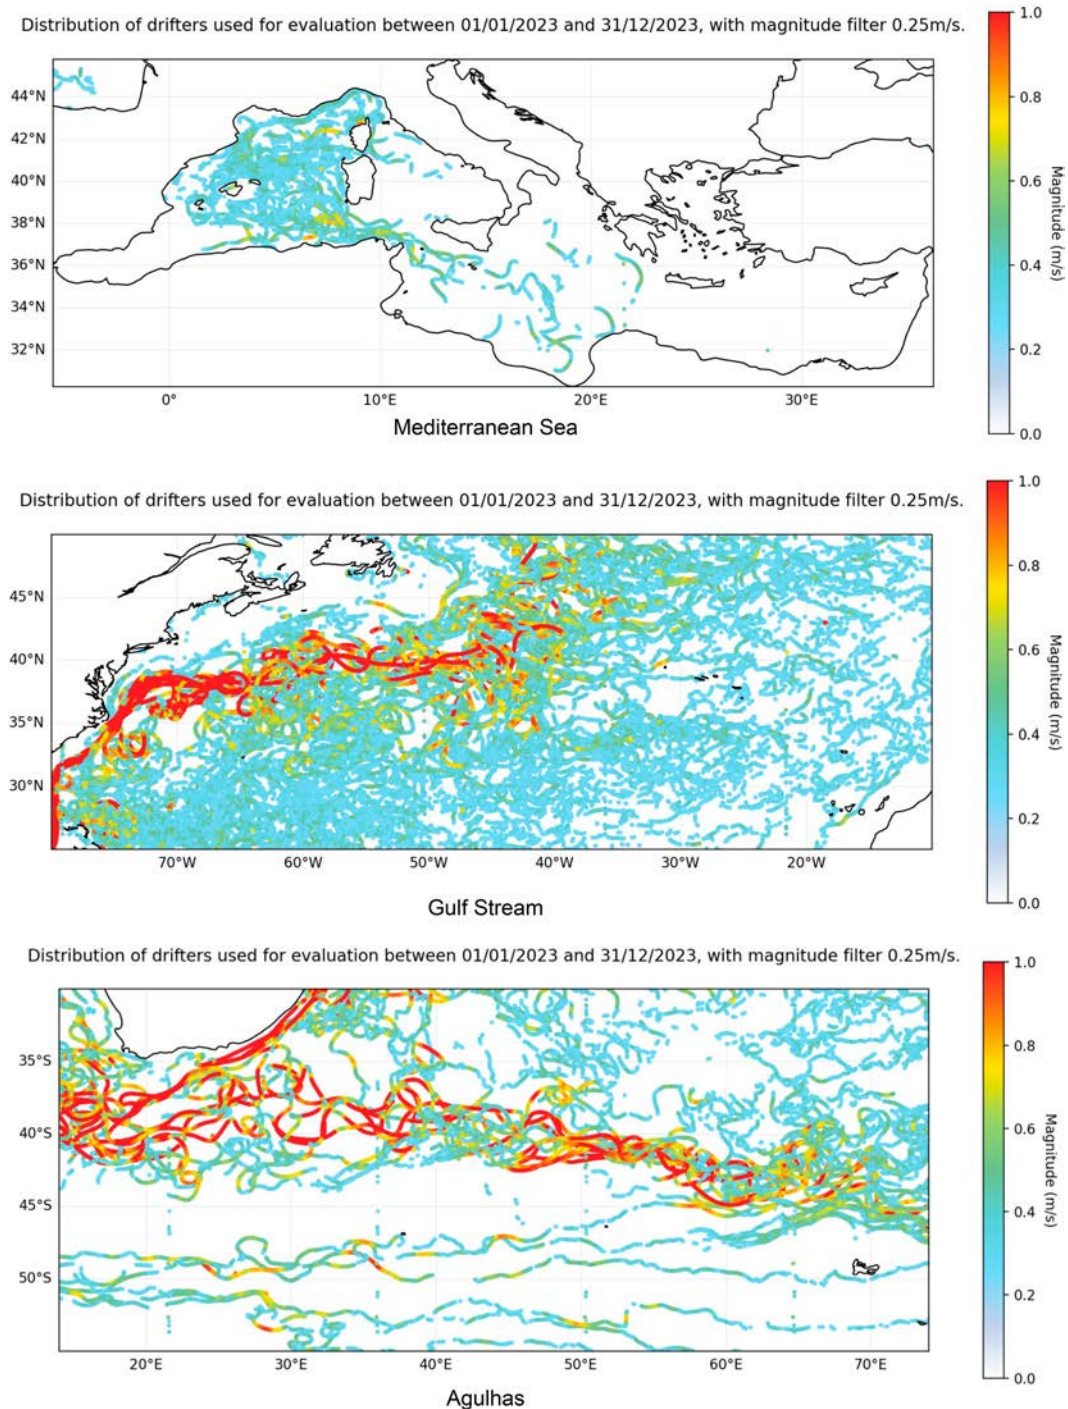 Distribution of drifters used for evaluation between 01/01/2023 and 31/12/2023, with magnitude filter 0.25m/s.
44°N
42°N
40°N
38°N
36°N
34°N
32°N
0°
10°E
20°E
30°E
Mediterranean Sea
1.0
0.8
0.6
0.4
0.2
0.0
Magnitude (m/s)
Distribution of drifters used for evaluation between 01/01/2023 and 31/12/2023, with magnitude filter 0.25m/s.
45°N
40°N
35°N
30°N
70°W
60°W
50°W
40°W
30°W
20°W
Gulf Stream
1.0
0.8
0.6
0.4
0.2
0.0
Magnitude (m/s)
Distribution of drifters used for evaluation between 01/01/2023 and 31/12/2023, with magnitude filter 0.25m/s.
35°S
40°S
45°S
50°S
20°E
30°E
40°E
50°E
60°E
70°E
Agulhas
1.0
0.8
0.6
0.4
0.2
0.0
Magnitude (m/s)